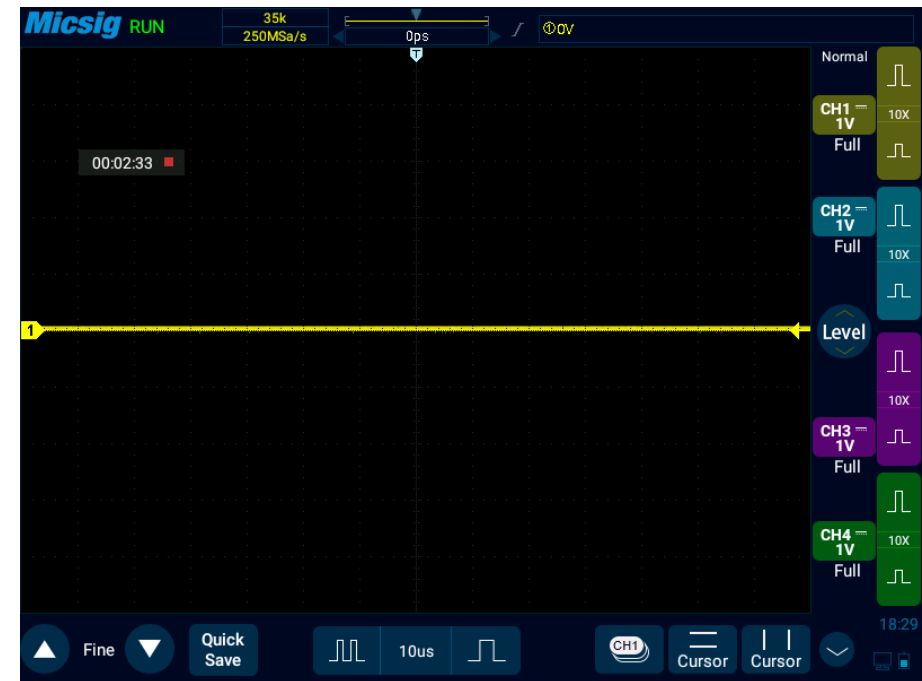 Micsig RUN
35k
250MSa/s
0ps
①0V
T
Normal
CH1
1V
Full
10X
00:02:33
CH2
1V
Full
10X
1
Level
10X
CH3
1V
Full
CH4
1V
Full
10X
Fine
Quick
Save
10us
CH1
Cursor
Cursor
18:29